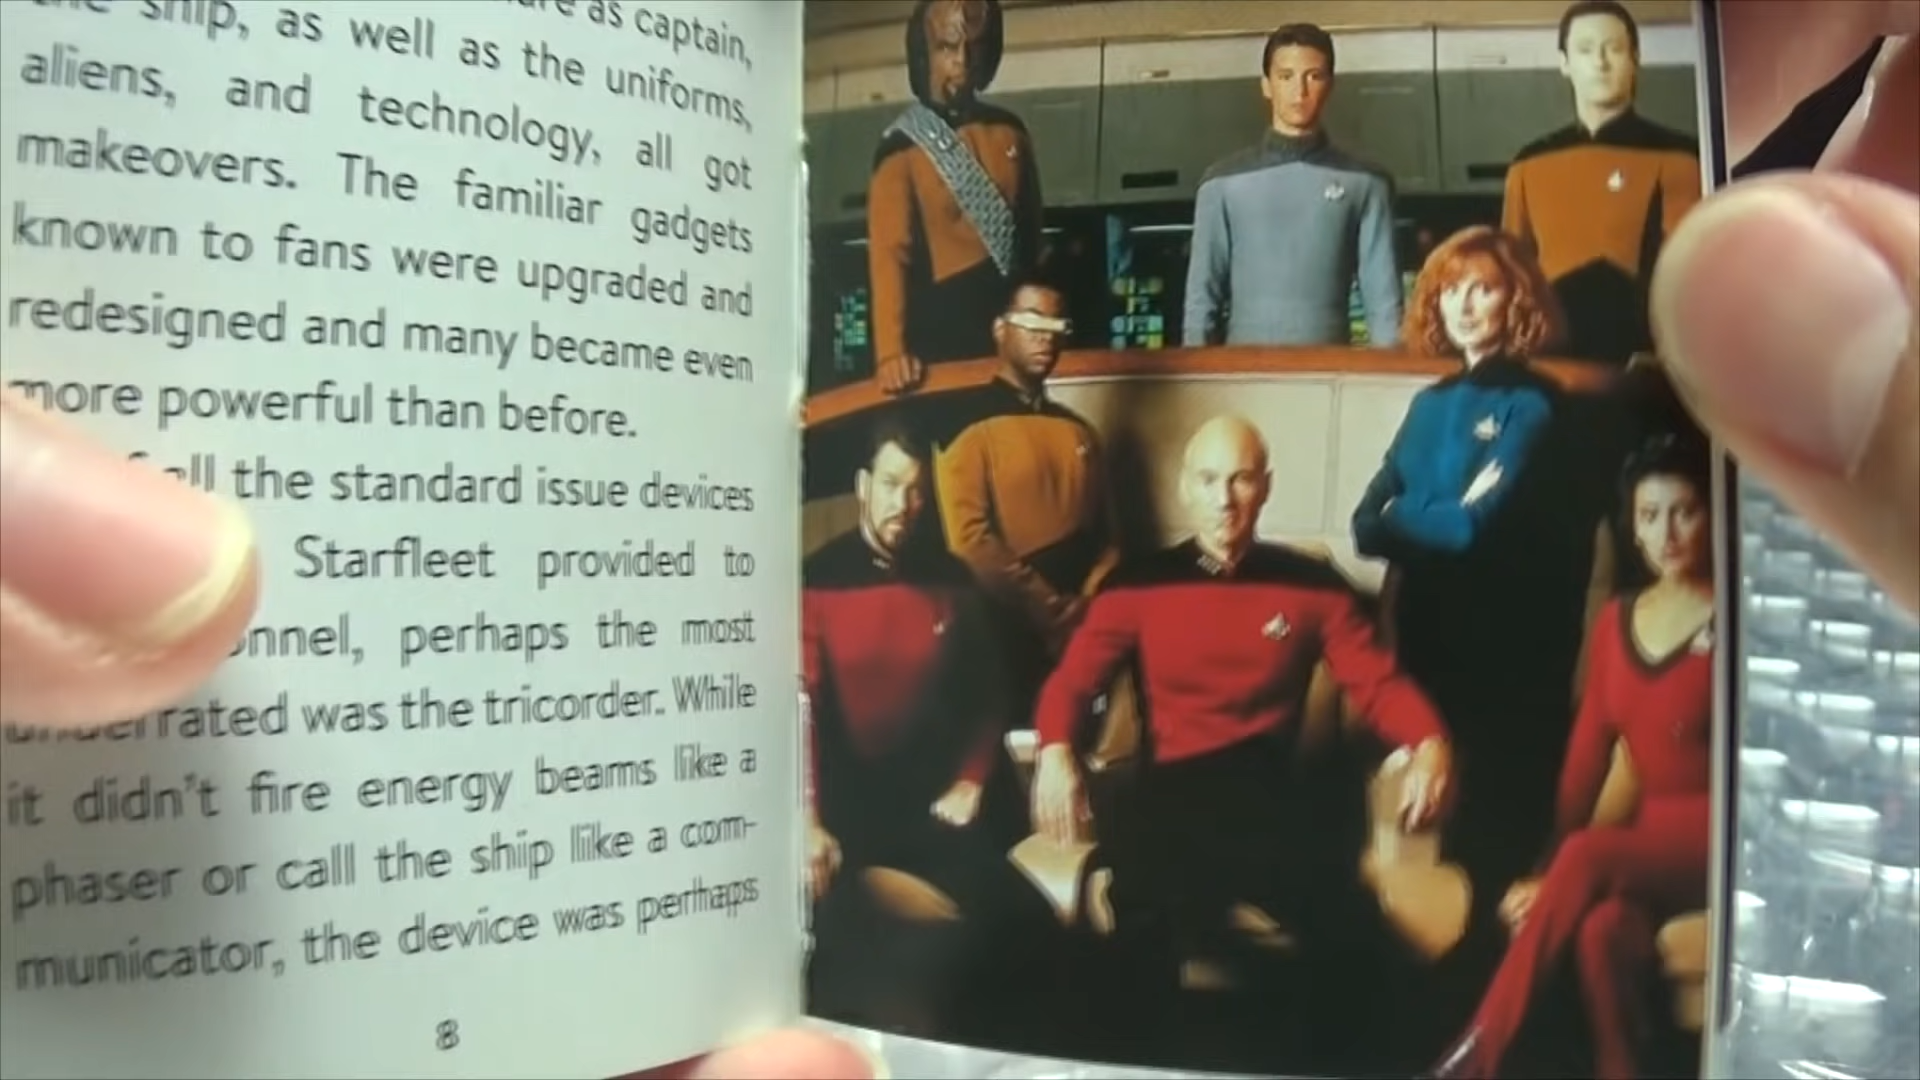 as captain,
ship, as well as the uniforms,
aliens, and technology, all got
makeovers. The familiar gadgets
known to fans were upgraded and
redesigned and many became even
more powerful than before.
all the standard issue devices
Starfleet provided to
onnel, perhaps the most
underrated was the tricorder. While
it didn't fire energy beams like a
phaser or call the ship like a com-
municator, the device was perhaps
8